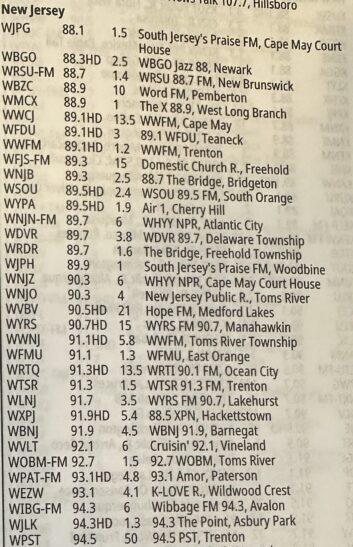 News Talk 107.7, Hillsboro
New Jersey
WJPG 88.1 1.5 South Jersey's Praise FM, Cape May Court
House
WBGO 88.3HD 2.5 WBGO Jazz 88, Newark
WRSU-FM 88.7 1.4 WRSU 88.7 FM, New Brunswick
WBZC 88.9 10 Word FM, Pemberton
WMCX 88.9 1 The X 88.9, West Long Branch
WWCJ 89.1HD 13.5 WWFM, Cape May
WFDU 89.1HD 3 89.1 WFDU, Teaneck
WWFM 89.1HD 1.2 WWFM, Trenton
WFJS-FM 89.3 15 Domestic Church R., Freehold
WNJB 89.3 2.5 88.7 The Bridge, Bridgeton
WSOU 89.5HD 2.4 WSOU 89.5 FM, South Orange
WYPA 89.5HD 1.9 Air 1, Cherry Hill
WNJN-FM 89.7 6 WHYY NPR, Atlantic City
WDVR 89.7 3.8 WDVR 89.7, Delaware Township
WRDR 89.7 1.6 The Bridge, Freehold Township
WJPH 89.9 1 South Jersey's Praise FM, Woodbine
WNJZ 90.3 6 WHYY NPR, Cape May Court House
WNJO 90.3 4 New Jersey Public R., Toms River
WVBV 90.5HD 21 Hope FM, Medford Lakes
WYRS 90.7HD 15 WYRS FM 90.7, Manahawkin
WWNJ 91.1HD 5.8 WWFM, Toms River Township
WFMU 91.1 1.3 WFMU, East Orange
WRTQ 91.3HD 13.5 WRTI 90.1 FM, Ocean City
WTSR 91.3 1.5 WTSR 91.3 FM, Trenton
WLNJ 91.7 3.5 WYRS FM 90.7, Lakehurst
WXPJ 91.9HD 5.4 88.5 XPN, Hackettstown
WBNJ 91.9 4.5 WBNJ 91.9, Barnegat
WVLT 92.1 6 Cruisin' 92.1, Vineland
WOBM-FM 92.7 1.5 92.7 WOBM, Toms River
WPAT-FM 93.1HD 4.8 93.1 Amor, Paterson
WEZW 93.1 4.1 K-LOVE R., Wildwood Crest
WIBG-FM 94.3 6 Wibbage FM 94.3, Avalon
WJLK 94.3HD 1.3 94.3 The Point, Asbury Park
WPST 94.5 50 94.5 PST, Trenton